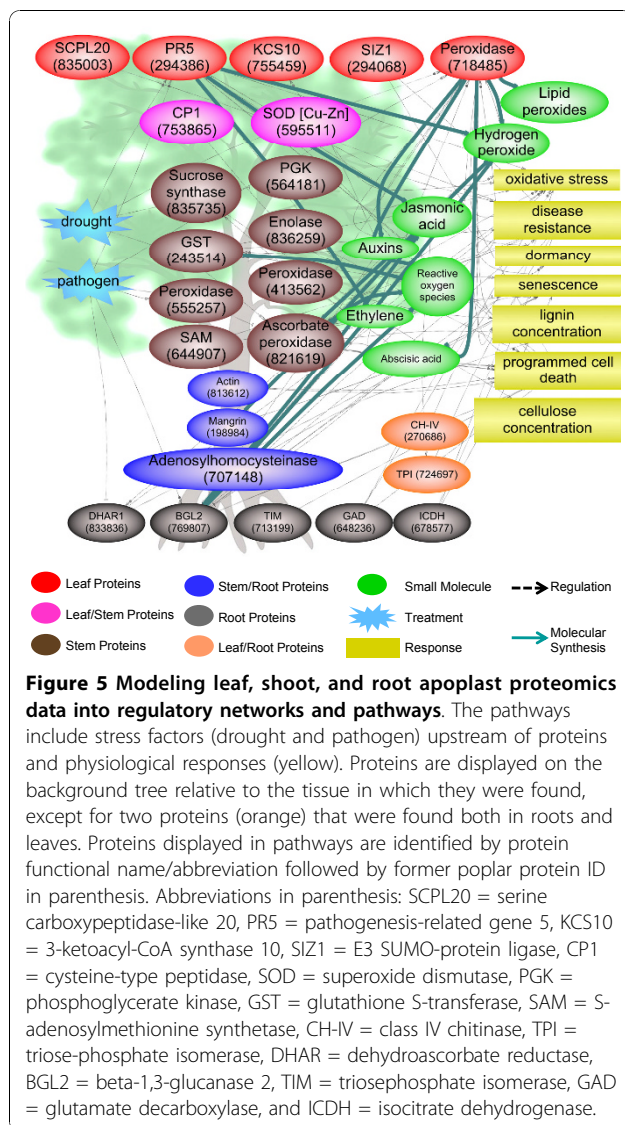 SCPL20
(835003)
PR5
(294386)
KCS10
(755459)
SIZ1
(294068)
Peroxidase
(718485)
Lipid
peroxides
CP1
(753865)
SOD [Cu-Zn]
(595511)
Hydrogen
peroxide
Sucrose
synthase
(835735)
PGK
(564181)
oxidative stress
drought
Jasmonic
acid
disease
resistance
GST
(243514)
Enolase
(836259)
Auxins
dormancy
pathogen
Peroxidase
(413562)
Reactive
oxygen
species
senescence
Peroxidase
(555257)
Ethylene
lignin
concentration
SAM
(644907)
Ascorbate
peroxidase
(821619)
Abscisic acid
programmed cell
death
Actin
(813612)
cellulose
concentration
Mangrin
(198984)
CH-IV
(270686)
Adenosylhomocysteinase
(707148)
TPI (724697)
DHAR1
(833836)
BGL2
(769807)
TIM
(713199)
GAD
(648236)
ICDH
(678577)
Leaf Proteins
Stem/Root Proteins
Small Molecule
Regulation
Leaf/Stem Proteins
Root Proteins
Treatment
Molecular
Synthesis
Stem Proteins
Leaf/Root Proteins
Response
Figure 5 Modeling leaf, shoot, and root apoplast proteomics
data into regulatory networks and pathways. The pathways
include stress factors (drought and pathogen) upstream of proteins
and physiological responses (yellow). Proteins are displayed on the
background tree relative to the tissue in which they were found,
except for two proteins (orange) that were found both in roots and
leaves. Proteins displayed in pathways are identified by protein
functional name/abbreviation followed by former poplar protein ID
in parenthesis. Abbreviations in parenthesis: SCPL20 = serine
carboxypeptidase-like 20, PR5 = pathogenesis-related gene 5, KCS10
= 3-ketoacyl-CoA synthase 10, SIZ1 = E3 SUMO-protein ligase, CP1
= cysteine-type peptidase, SOD = superoxide dismutase, PGK =
phosphoglycerate kinase, GST = glutathione S-transferase, SAM = S-
adenosylmethionine synthetase, CH-IV = class IV chitinase, TPI =
triose-phosphate isomerase, DHAR = dehydroascorbate reductase,
BGL2 = beta-1,3-glucanase 2, TIM = triosephosphate isomerase, GAD
= glutamate decarboxylase, and ICDH = isocitrate dehydrogenase.